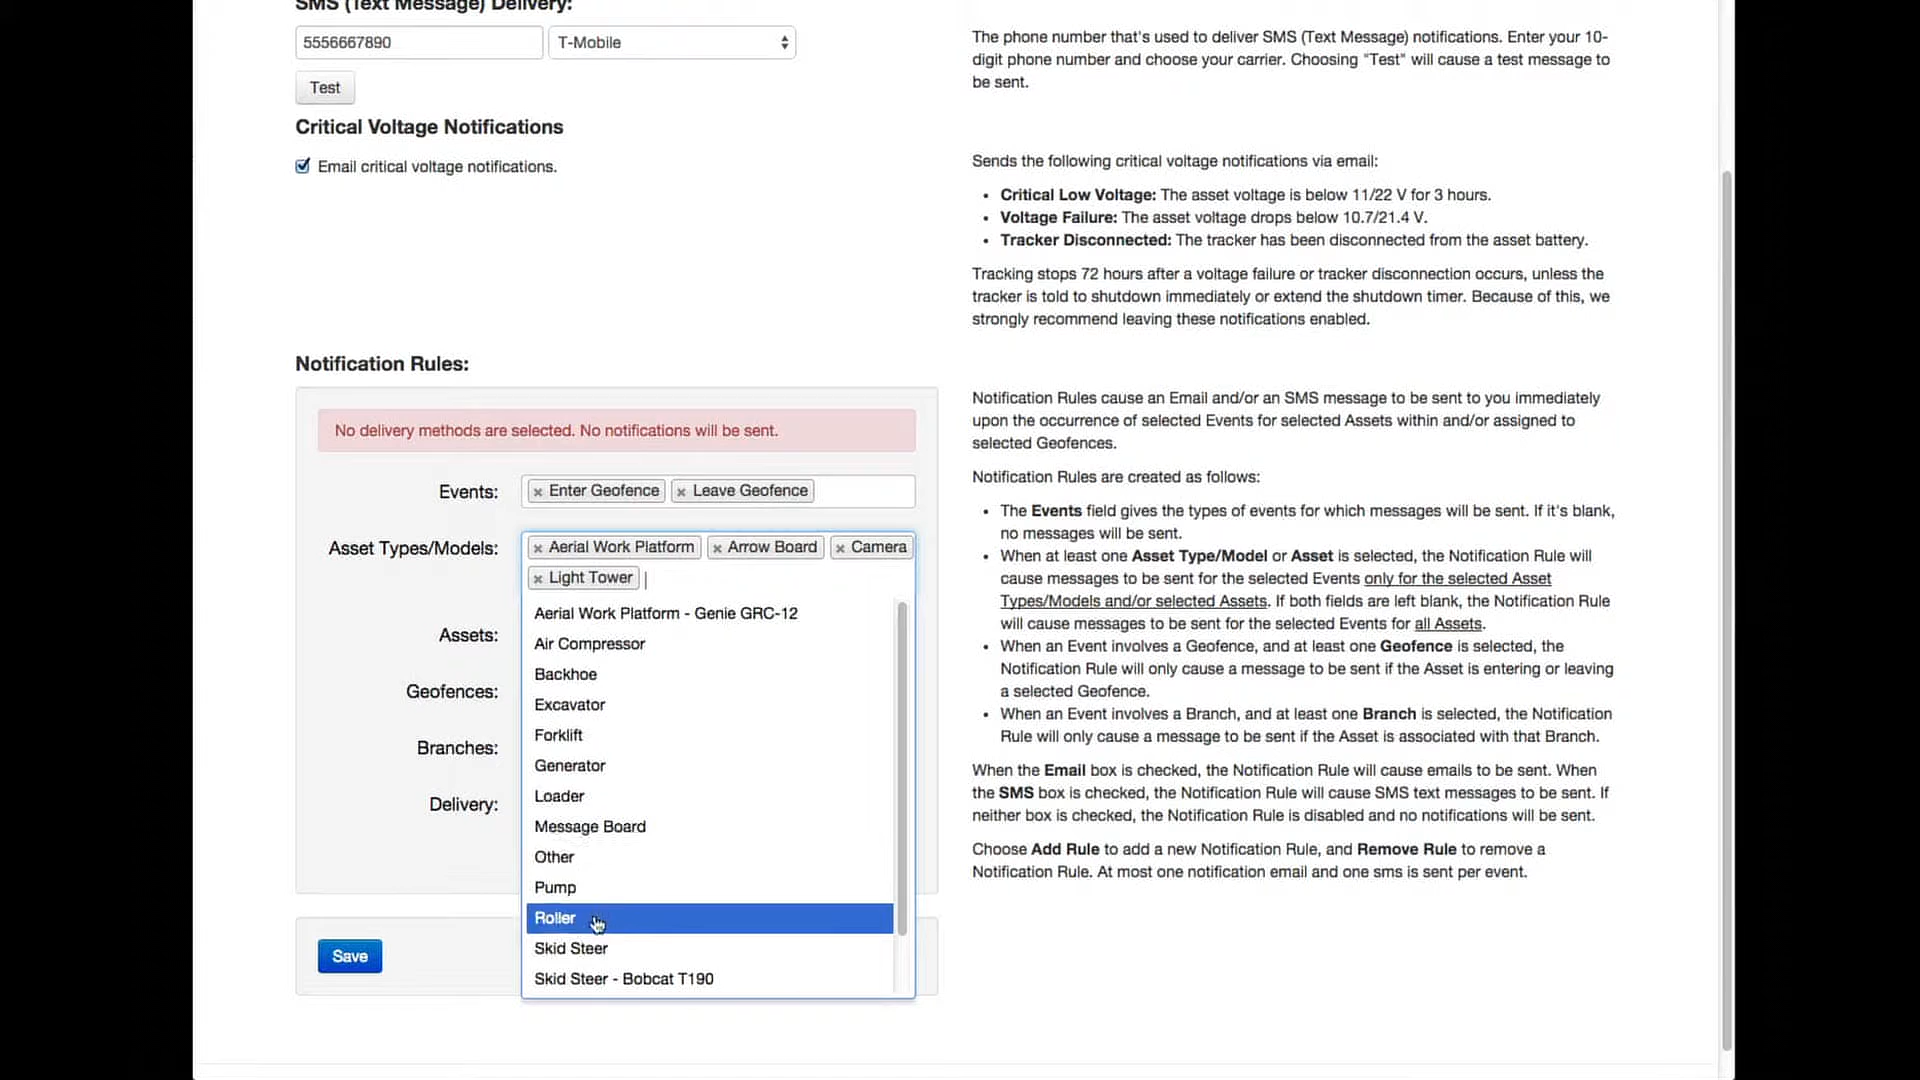 SMS (Text Message) Delivery:
5556667890
T-Mobile
Test
The phone number that's used to deliver SMS (Text Message) notifications. Enter your 10-
digit phone number and choose your carrier. Choosing "Test" will cause a test message to
be sent.
Critical Voltage Notifications
Email critical voltage notifications.
Sends the following critical voltage notifications via email:
• Critical Low Voltage: The asset voltage is below 11/22 V for 3 hours.
• Voltage Failure: The asset voltage drops below 10.7/21.4 V.
• Tracker Disconnected: The tracker has been disconnected from the asset battery.
Tracking stops 72 hours after a voltage failure or tracker disconnection occurs, unless the
tracker is told to shutdown immediately or extend the shutdown timer. Because of this, we
strongly recommend leaving these notifications enabled.
Notification Rules:
No delivery methods are selected. No notifications will be sent.
Events:
× Enter Geofence × Leave Geofence
Asset Types/Models:
× Aerial Work Platform × Arrow Board × Camera
× Light Tower
Aerial Work Platform - Genie GRC-12
Air Compressor
Backhoe
Excavator
Forklift
Generator
Loader
Message Board
Other
Pump
Roller
Skid Steer
Skid Steer - Bobcat T190
Assets:
Geofences:
Branches:
Delivery:
Save
Notification Rules cause an Email and/or an SMS message to be sent to you immediately
upon the occurrence of selected Events for selected Assets within and/or assigned to
selected Geofences.
Notification Rules are created as follows:
• The Events field gives the types of events for which messages will be sent. If it's blank,
no messages will be sent.
• When at least one Asset Type/Model or Asset is selected, the Notification Rule will
cause messages to be sent for the selected Events only for the selected Asset
Types/Models and/or selected Assets. If both fields are left blank, the Notification Rule
will cause messages to be sent for the selected Events for all Assets.
• When an Event involves a Geofence, and at least one Geofence is selected, the
Notification Rule will only cause a message to be sent if the Asset is entering or leaving
a selected Geofence.
• When an Event involves a Branch, and at least one Branch is selected, the Notification
Rule will only cause a message to be sent if the Asset is associated with that Branch.
When the Email box is checked, the Notification Rule will cause emails to be sent. When
the SMS box is checked, the Notification Rule will cause SMS text messages to be sent. If
neither box is checked, the Notification Rule is disabled and no notifications will be sent.
Choose Add Rule to add a new Notification Rule, and Remove Rule to remove a
Notification Rule. At most one notification email and one sms is sent per event.